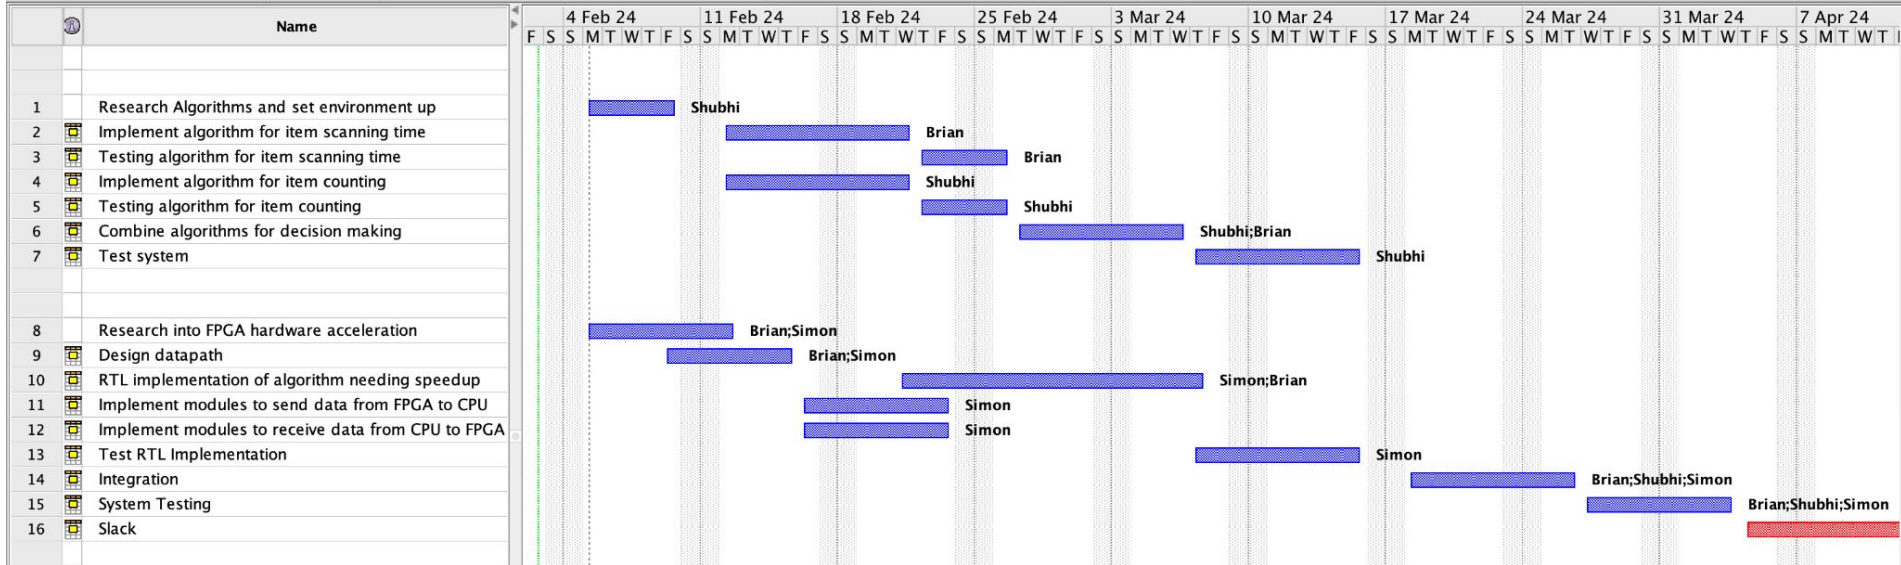 Name
4 Feb 24 11 Feb 24 18 Feb 24 25 Feb 24 3 Mar 24 10 Mar 24 17 Mar 24 24 Mar 24 31 Mar 24 7 Apr 24
F S S M T W T F S S M T W T F S S M T W T F S S M T W T F S S M T W T F S S M T W T F S S M T W T F S S M T W T F S S M T W T F S S M T W T
1 Research Algorithms and set environment up Shubhi
2 Implement algorithm for item scanning time Brian
3 Testing algorithm for item scanning time Brian
4 Implement algorithm for item counting Shubhi
5 Testing algorithm for item counting Shubhi
6 Combine algorithms for decision making Shubhi;Brian
7 Test system Shubhi
8 Research into FPGA hardware acceleration Brian;Simon
9 Design datapath Brian;Simon
10 RTL implementation of algorithm needing speedup Simon;Brian
11 Implement modules to send data from FPGA to CPU Simon
12 Implement modules to receive data from CPU to FPGA Simon
13 Test RTL Implementation Simon
14 Integration Brian;Shubhi;Simon
15 System Testing Brian;Shubhi;Simon
16 Slack